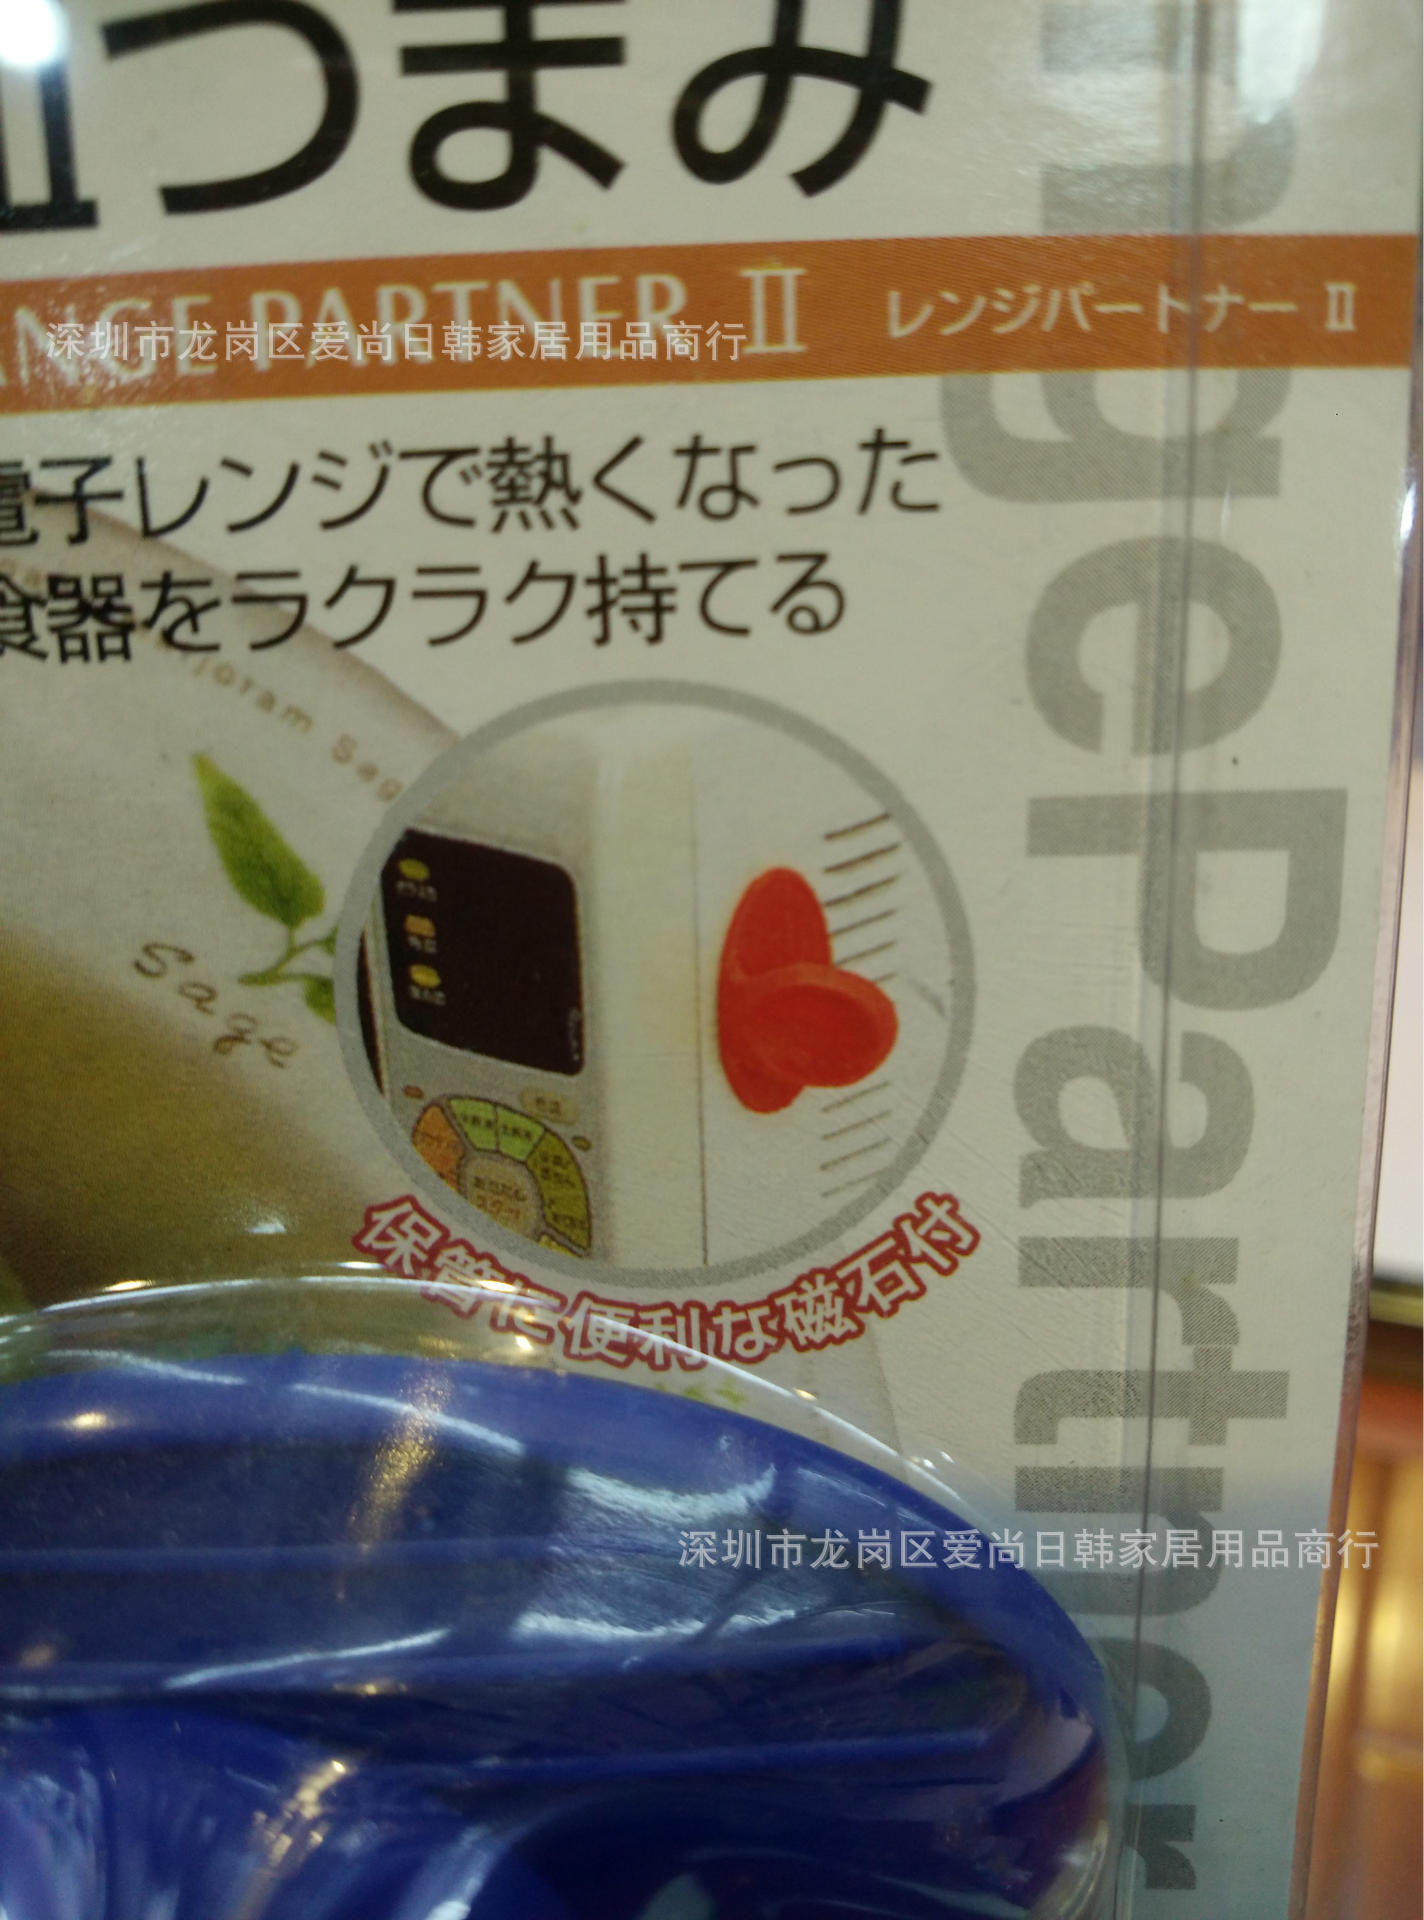 つまみ
ANGE PARTNER Ⅱ レンジパートナー Ⅱ
深圳市龙岗区爱尚日韩家居用品商行
電子レンジで熱くなった
食器をラクラク持てる
joram Sag
Sage
保管に便利な磁石付
ngePartner
深圳市龙岗区爱尚日韩家居用品商行